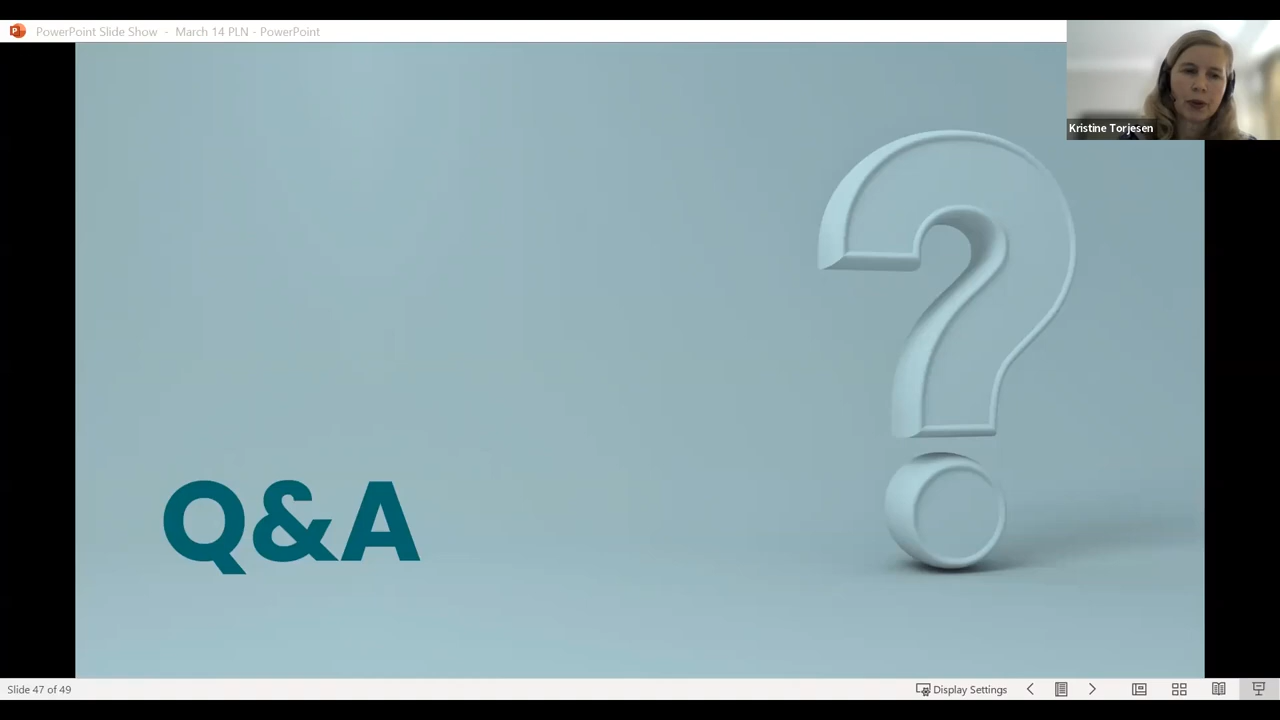 PowerPoint Slide Show - March 14 PLN - PowerPoint
Kristine Torjesen
?
Q&A
Slide 47 of 49
Display Settings